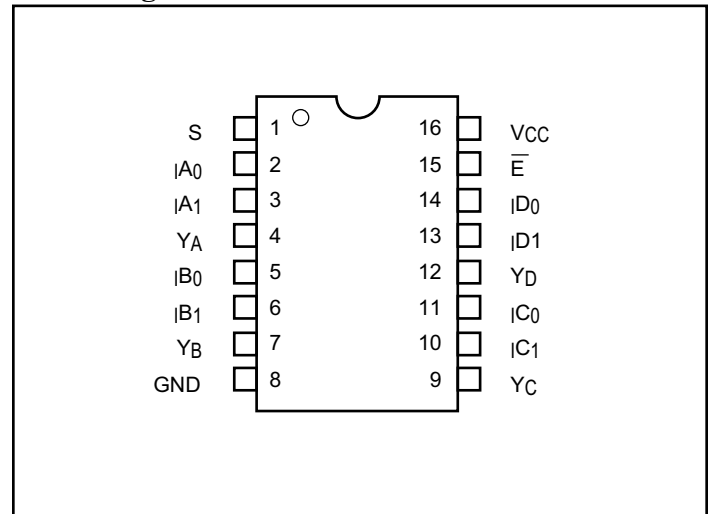 S 1 16 VCC
IA0 2 15 E̅
IA1 3 14 ID0
YA 4 13 ID1
IB0 5 12 YD
IB1 6 11 IC0
YB 7 10 IC1
GND 8 9 YC